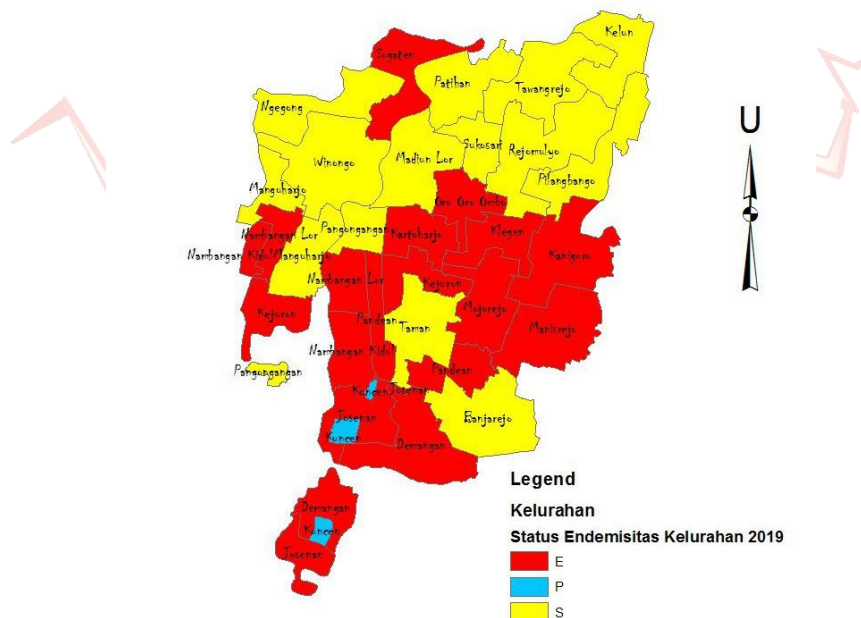 Kelun
Sogaten
Patihan
Tawangrejo
Ngegong
Sukosari
Rejomulyo
Winongo
Madiun Lor
Pilangbango
Manguharjo
Oro Oro Ombo
Nambangan Lor
Pangongangan
Kartoharjo
Klegen
Nambangan Kidul
Manguharjo
Kanigoro
Nambangan Lor
Kejuron
Kejuron
Mojorejo
Pandean
Taman
Manisrejo
Nambangan Kidul
Pangongangan
Pandean
Kuncen
Josenan
Josenan
Banjarejo
Kuncen
Demangan
Demangan
Kuncen
Josenan
U
Legend
Kelurahan
Status Endemisitas Kelurahan 2019
E
P
S